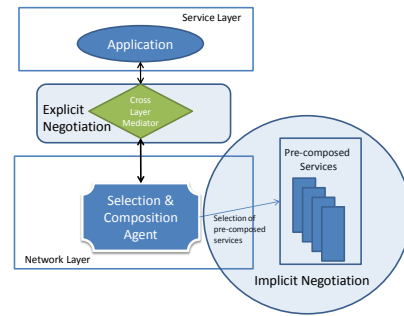 Service Layer
Application
Explicit
Negotiation
Cross
Layer
Mediator
Pre-composed
Services
Selection &
Composition
Agent
Selection of
pre-composed
services
Network Layer
Implicit Negotiation